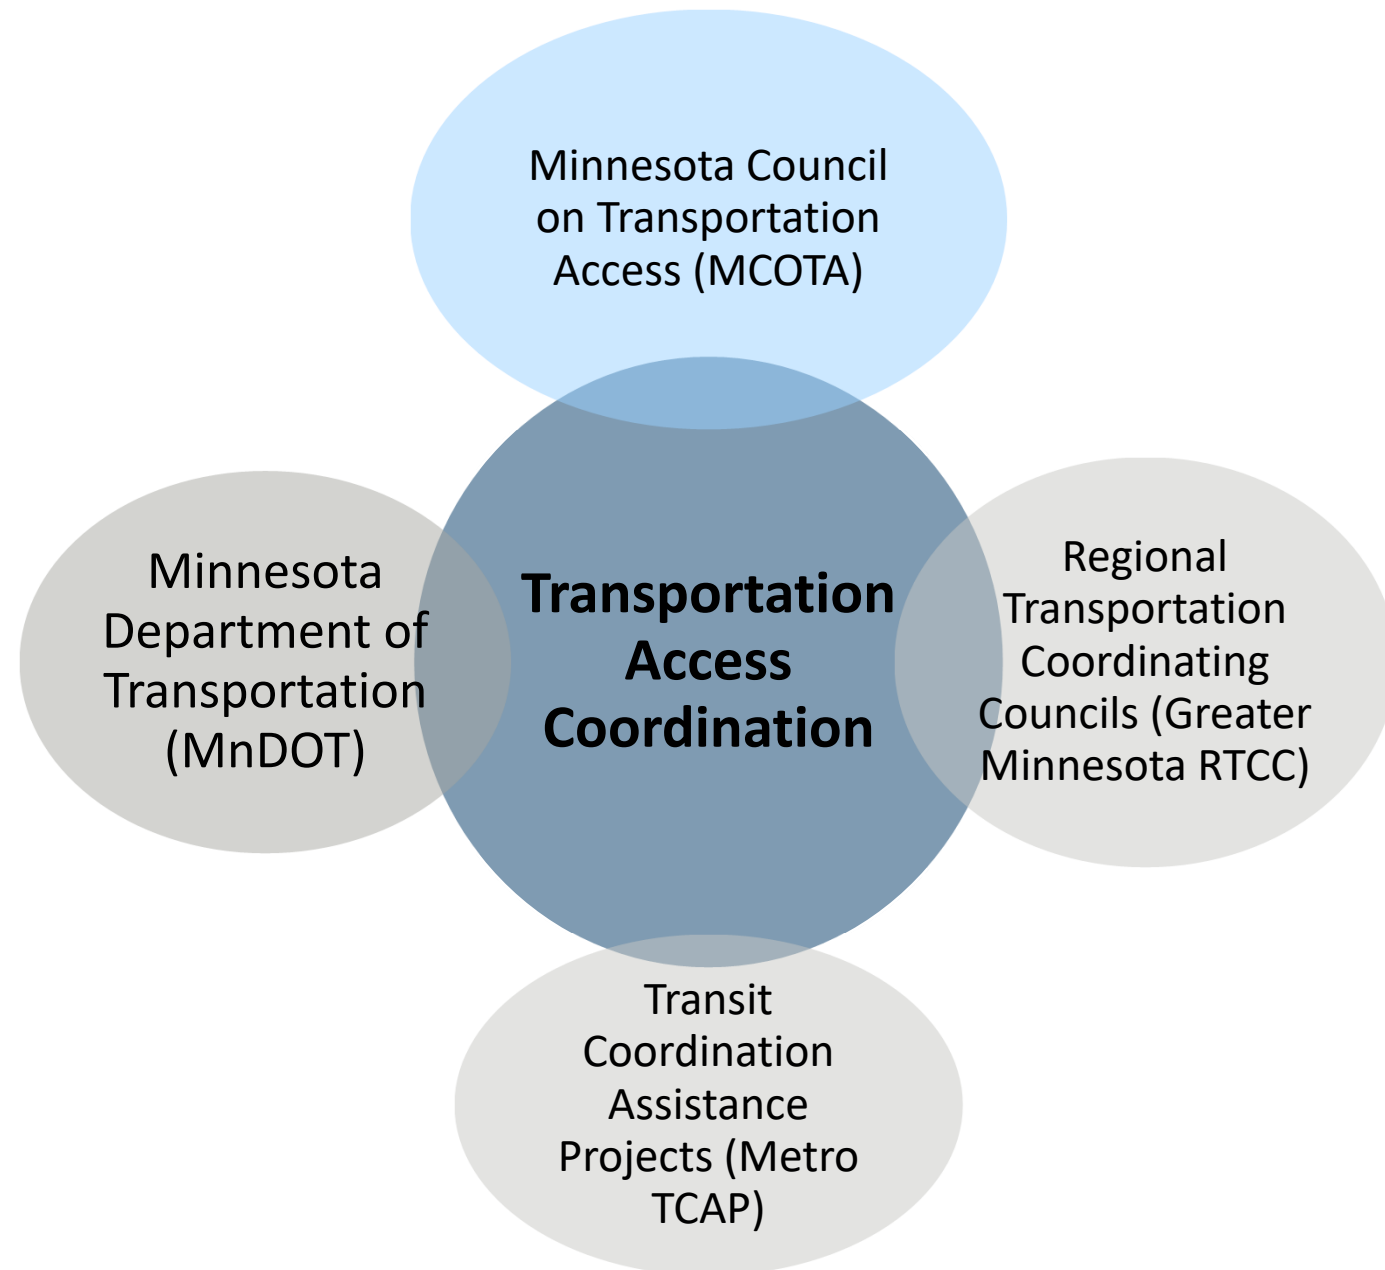 Minnesota Council
on Transportation
Access (MCOTA)
Minnesota
Department of
Transportation
(MnDOT)
Transportation
Access
Coordination
Regional
Transportation
Coordinating
Councils (Greater
Minnesota RTCC)
Transit
Coordination
Assistance
Projects (Metro
TCAP)